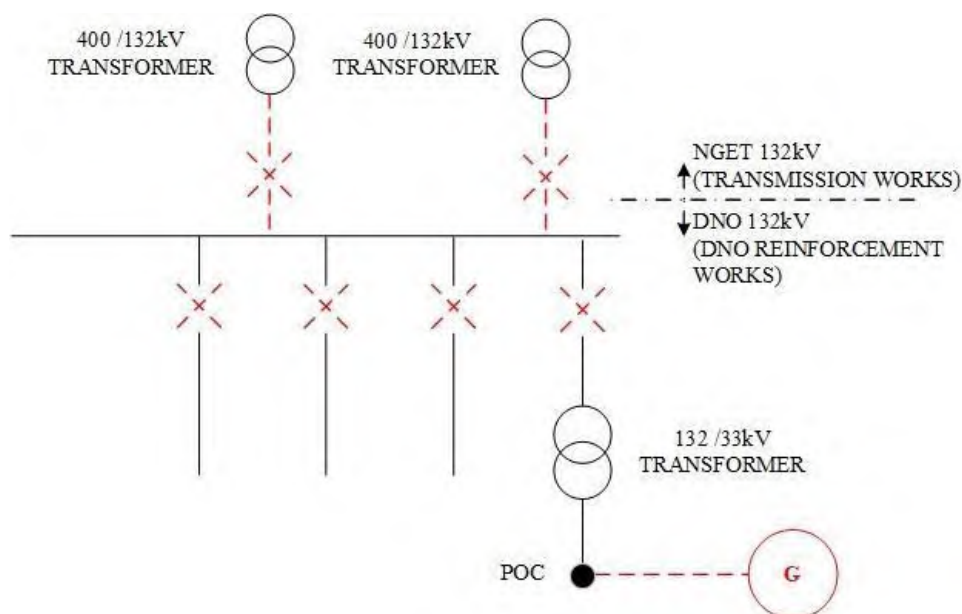 400 /132kV
TRANSFORMER
400 /132kV
TRANSFORMER
NGET 132kV
(TRANSMISSION WORKS)
DNO 132kV
(DNO REINFORCEMENT
WORKS)
132 /33kV
TRANSFORMER
POC
G